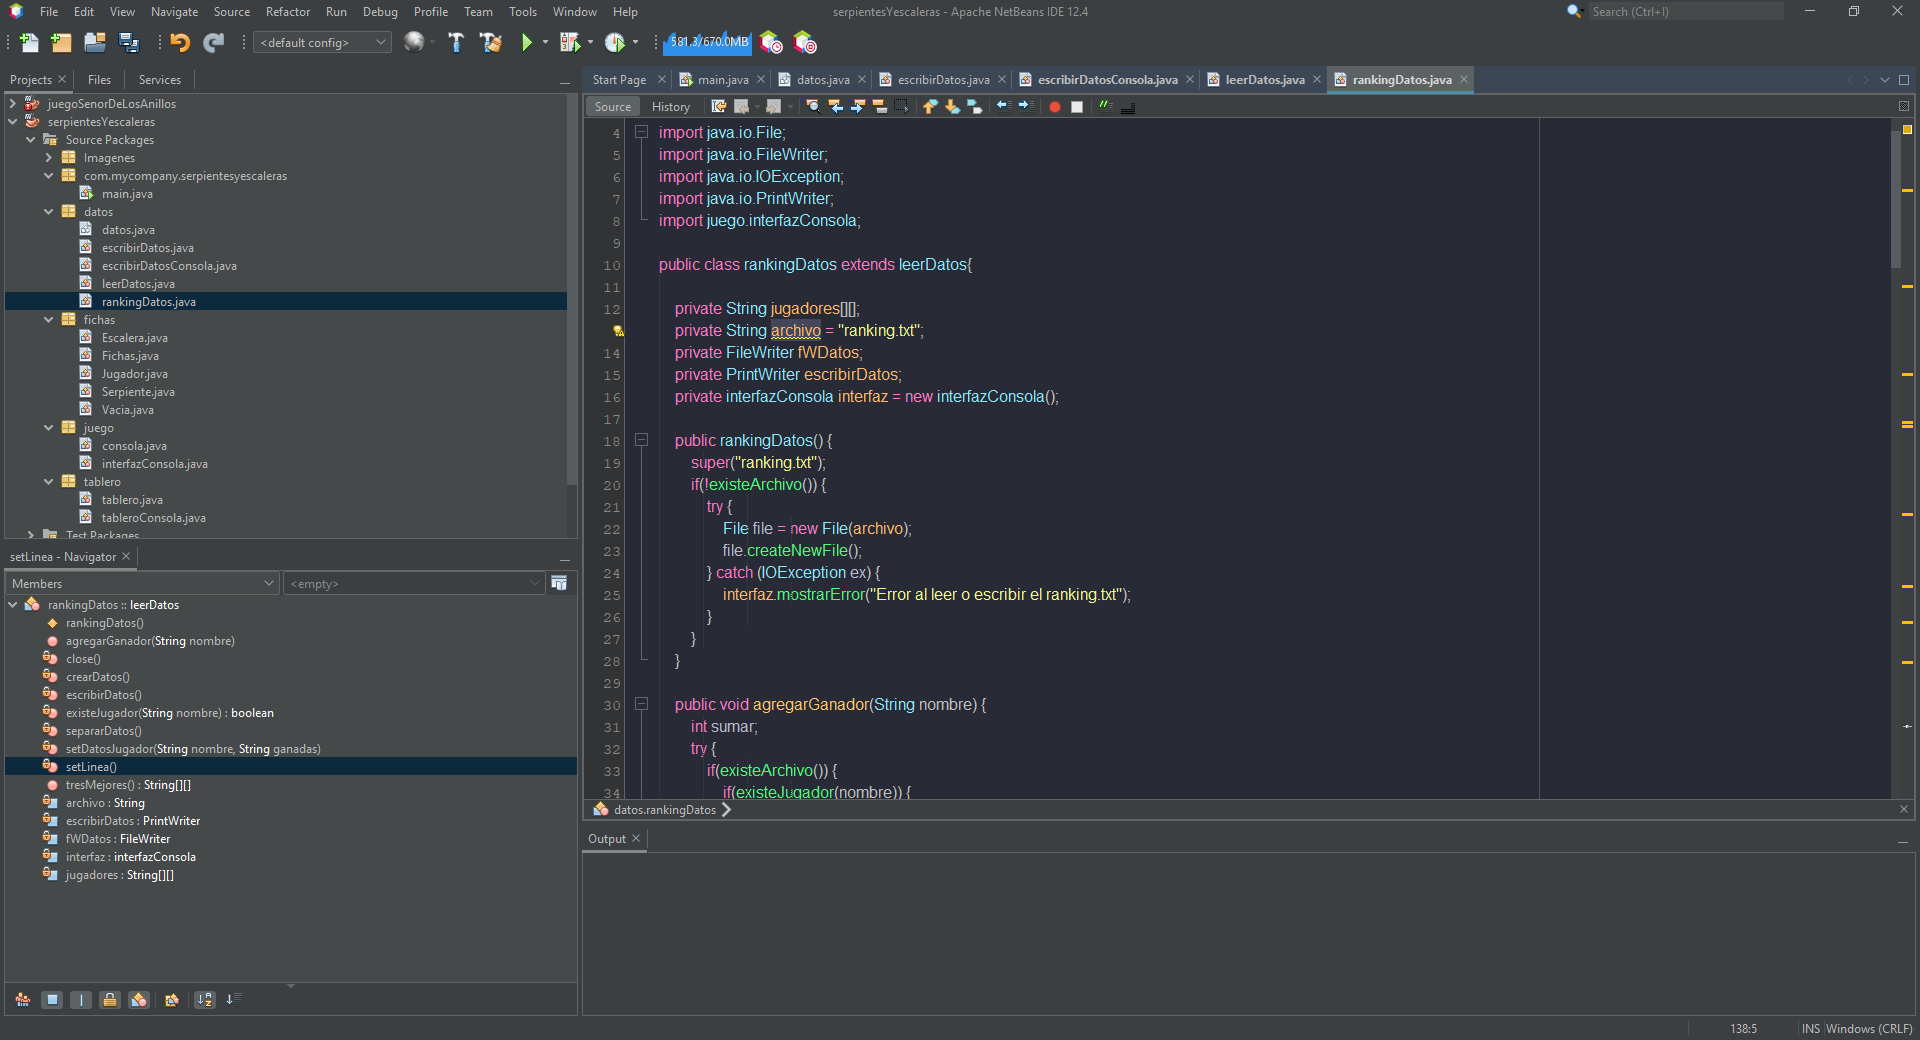 File Edit View Navigate Source Refactor Run Debug Profile Team Tools Window Help
serpientesYescaleras - Apache NetBeans IDE 12.4
Search (Ctrl+I)
<default config>
581.3/670.0MB
Projects Files Services
juegoSenorDeLosAnillos
serpientesYescaleras
Source Packages
Imagenes
com.mycompany.serpientesyescaleras
main.java
datos
datos.java
escribirDatos.java
escribirDatosConsola.java
leerDatos.java
rankingDatos.java
fichas
Escalera.java
Fichas.java
Jugador.java
Serpiente.java
Vacia.java
juego
consola.java
interfazConsola.java
tablero
tablero.java
tableroConsola.java
Test Packages
setLinea - Navigator
Members
<empty>
rankingDatos :: leerDatos
rankingDatos()
agregarGanador(String nombre)
close()
crearDatos()
escribirDatos()
existeJugador(String nombre) : boolean
separarDatos()
setDatosJugador(String nombre, String ganadas)
setLinea()
tresMejores() : String[][]
archivo : String
escribirDatos : PrintWriter
fWDatos : FileWriter
interfaz : interfazConsola
jugadores : String[][]
Start Page main.java datos.java escribirDatos.java escribirDatosConsola.java leerDatos.java rankingDatos.java
Source History
4 import java.io.File;
5 import java.io.FileWriter;
6 import java.io.IOException;
7 import java.io.PrintWriter;
8 import juego.interfazConsola;
9
10 public class rankingDatos extends leerDatos{
11
12 private String jugadores[][];
private String archivo = "ranking.txt";
14 private FileWriter fWDatos;
15 private PrintWriter escribirDatos;
16 private interfazConsola interfaz = new interfazConsola();
17
18 public rankingDatos() {
19 super("ranking.txt");
20 if(!existeArchivo()) {
21 try {
22 File file = new File(archivo);
23 file.createNewFile();
24 } catch (IOException ex) {
25 interfaz.mostrarError("Error al leer o escribir el ranking.txt");
26 }
27 }
28 }
29
30 public void agregarGanador(String nombre) {
31 int sumar;
32 try {
33 if(existeArchivo()) {
34 if(existeJugador(nombre)) {
datos.rankingDatos
Output
138:5 INS Windows (CRLF)